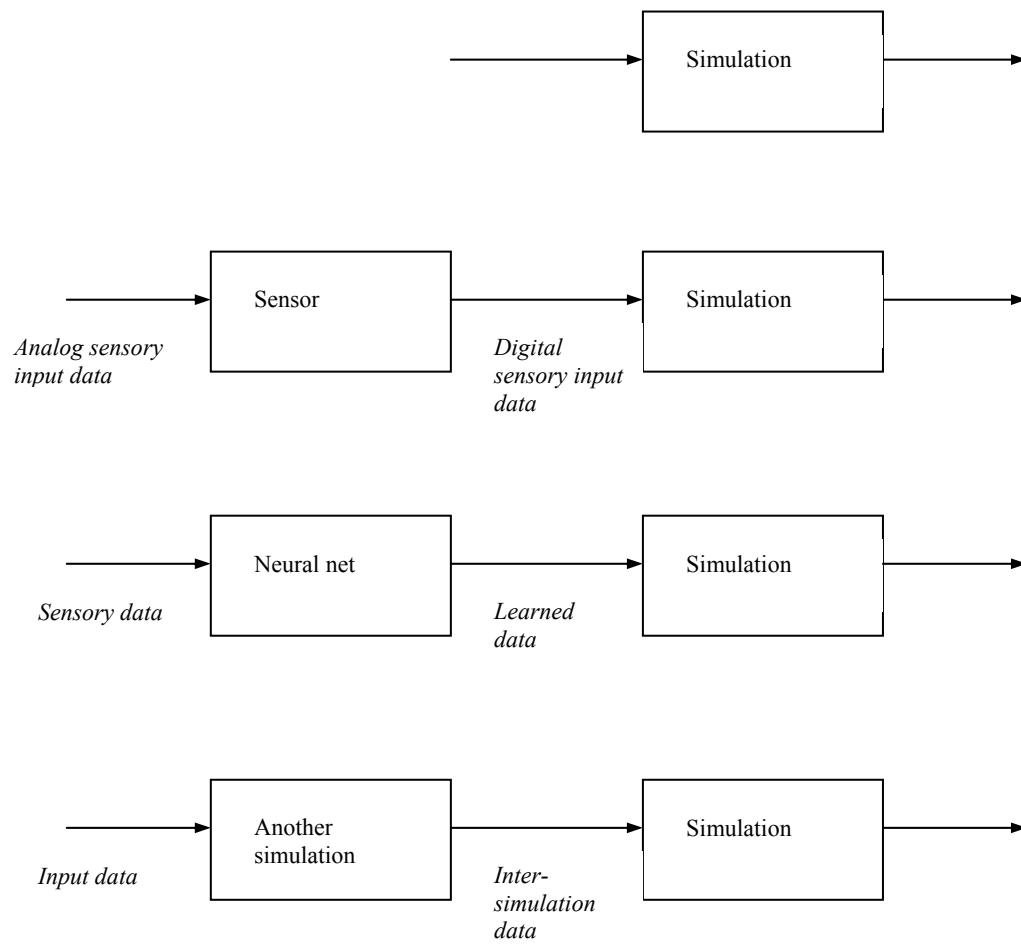 Simulation
Sensor
Simulation
Analog sensory
input data
Digital
sensory input
data
Neural net
Simulation
Sensory data
Learned
data
Another
simulation
Simulation
Input data
Inter-
simulation
data